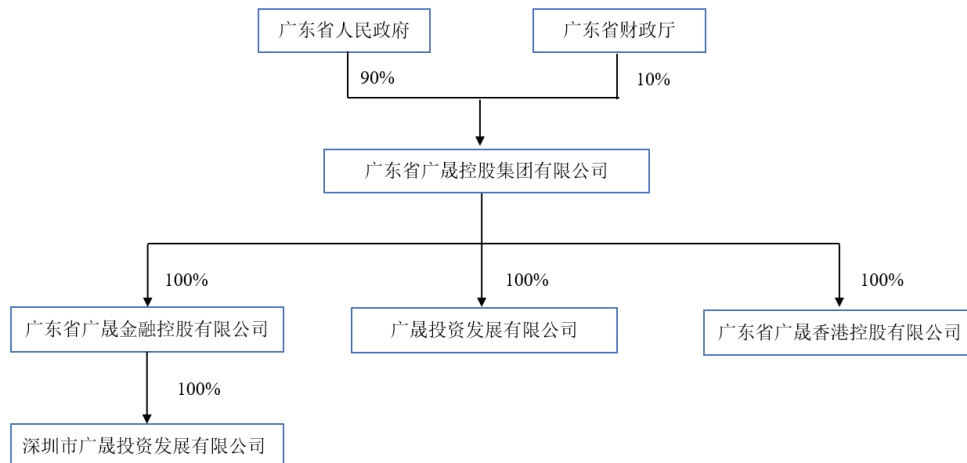 广东省人民政府
广东省财政厅
90%
10%
广东省广晟控股集团有限公司
100%
100%
100%
广东省广晟金融控股有限公司
广晟投资发展有限公司
广东省广晟香港控股有限公司
100%
深圳市广晟投资发展有限公司